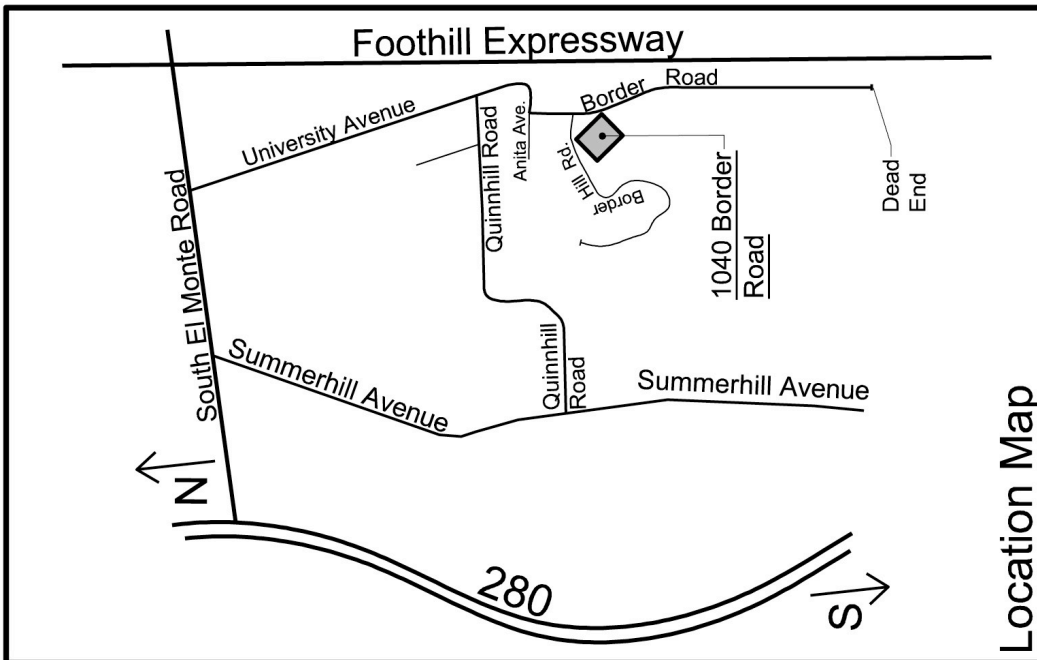 Foothill Expressway
Border Road
University Avenue
Anita Ave.
Quinnhill Road
Border Hill Rd.
1040 Border
Road
Dead
End
South El Monte Road
Summerhill Avenue
Quinnhill
Road
Summerhill Avenue
N
280
S
Location Map